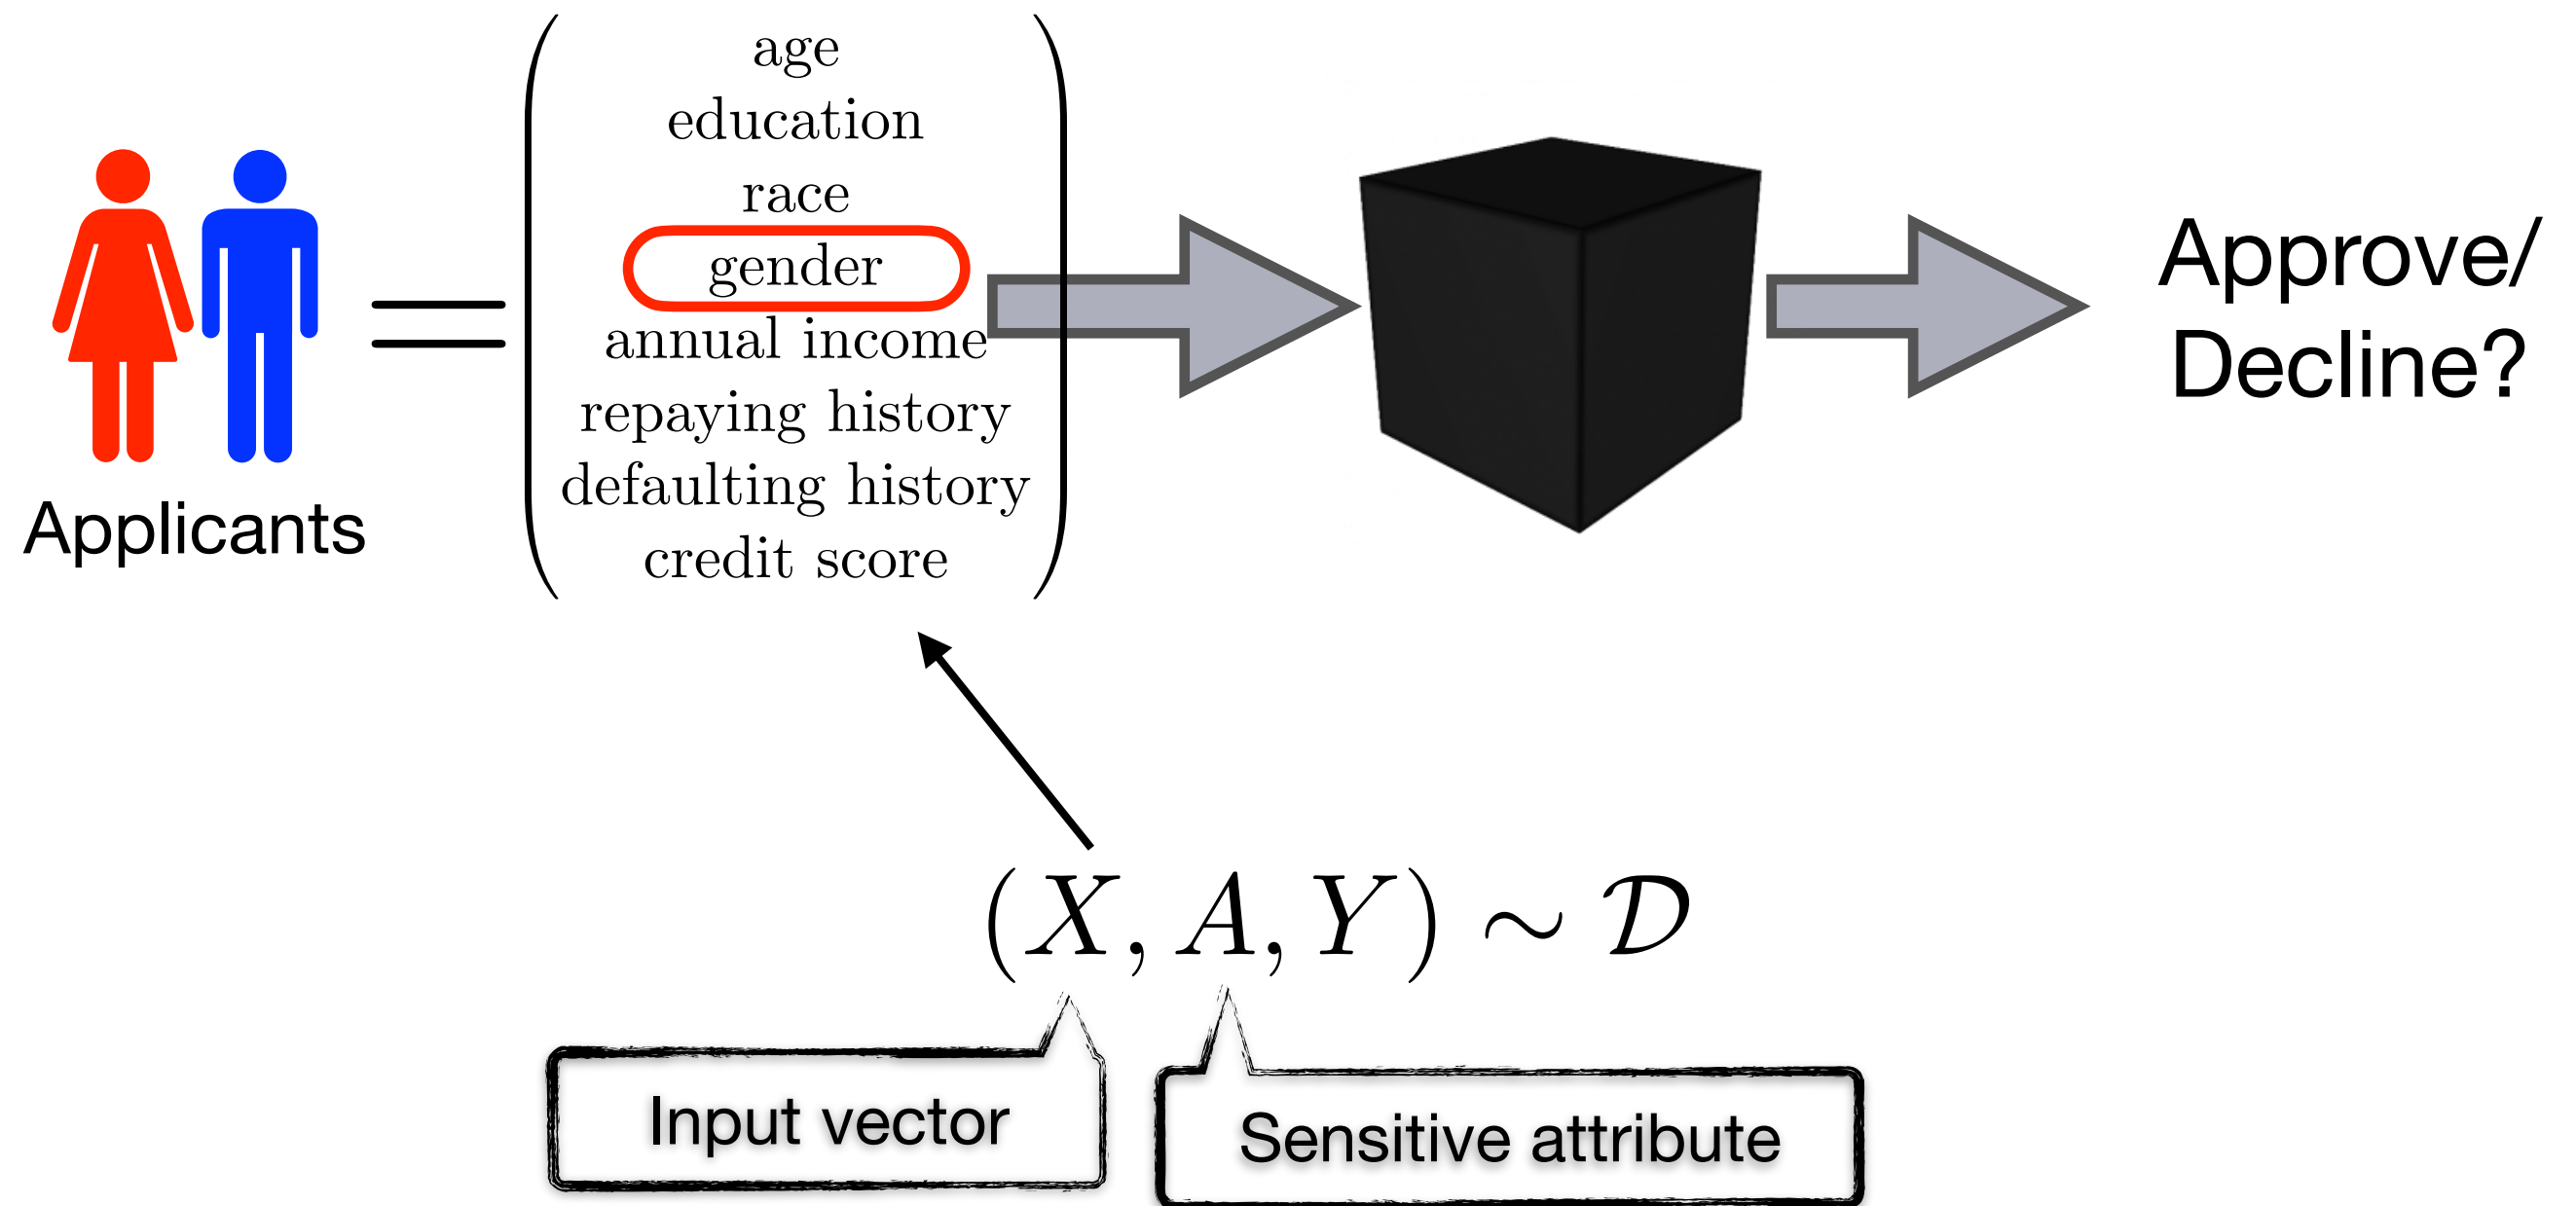 Applicants
=
age
education
race
gender
annual income
repaying history
defaulting history
credit score
Approve/
Decline?
(X, A, Y) ∼ 𝒟
Input vector
Sensitive attribute